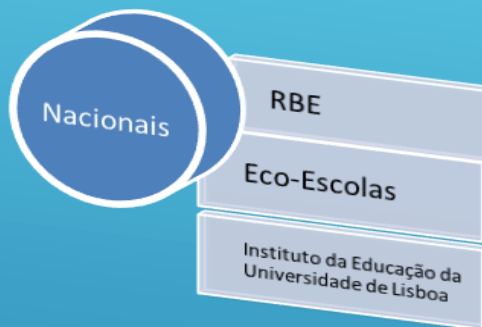 Nacionais
RBE
Eco-Escolas
Instituto da Educação da
Universidade de Lisboa